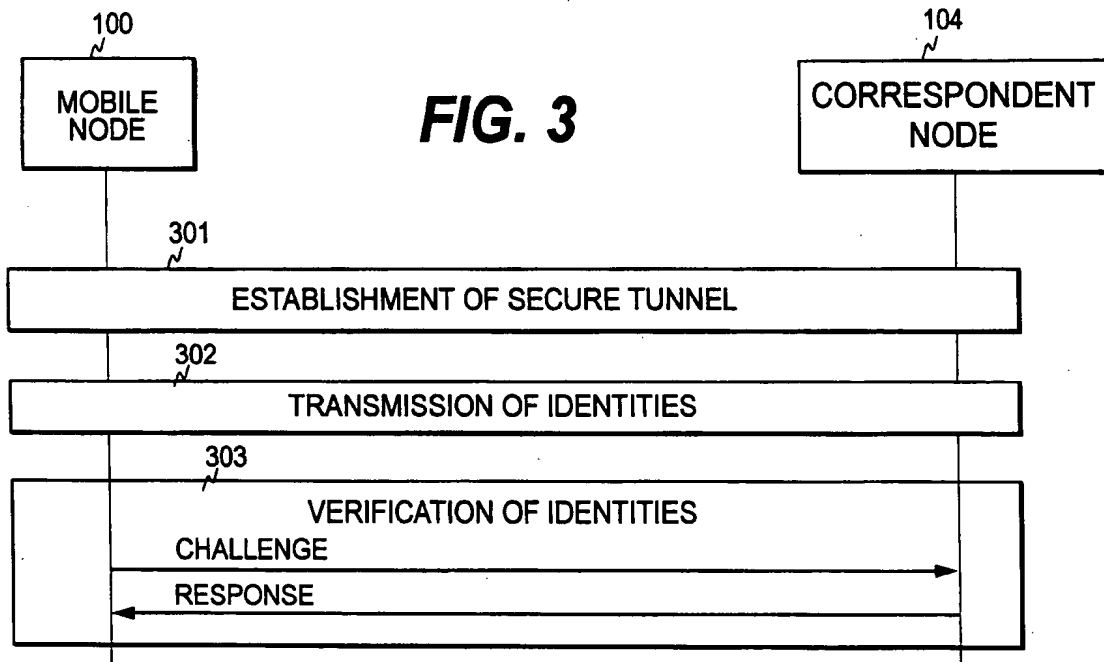 100
104
MOBILE
NODE
FIG. 3
CORRESPONDENT
NODE
301
ESTABLISHMENT OF SECURE TUNNEL
302
TRANSMISSION OF IDENTITIES
303
VERIFICATION OF IDENTITIES
CHALLENGE
RESPONSE